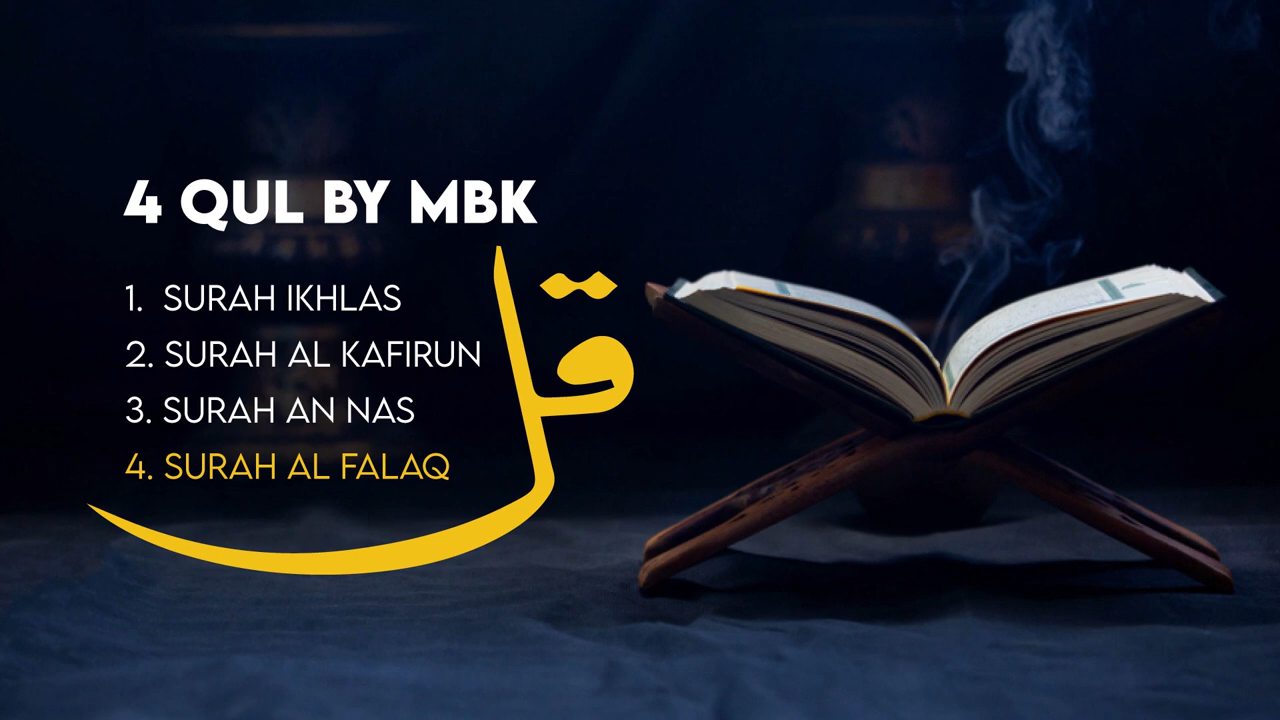 4 QUL BY MBK
1. SURAH IKHLAS
2. SURAH AL KAFIRUN
3. SURAH AN NAS
4. SURAH AL FALAQ
قل